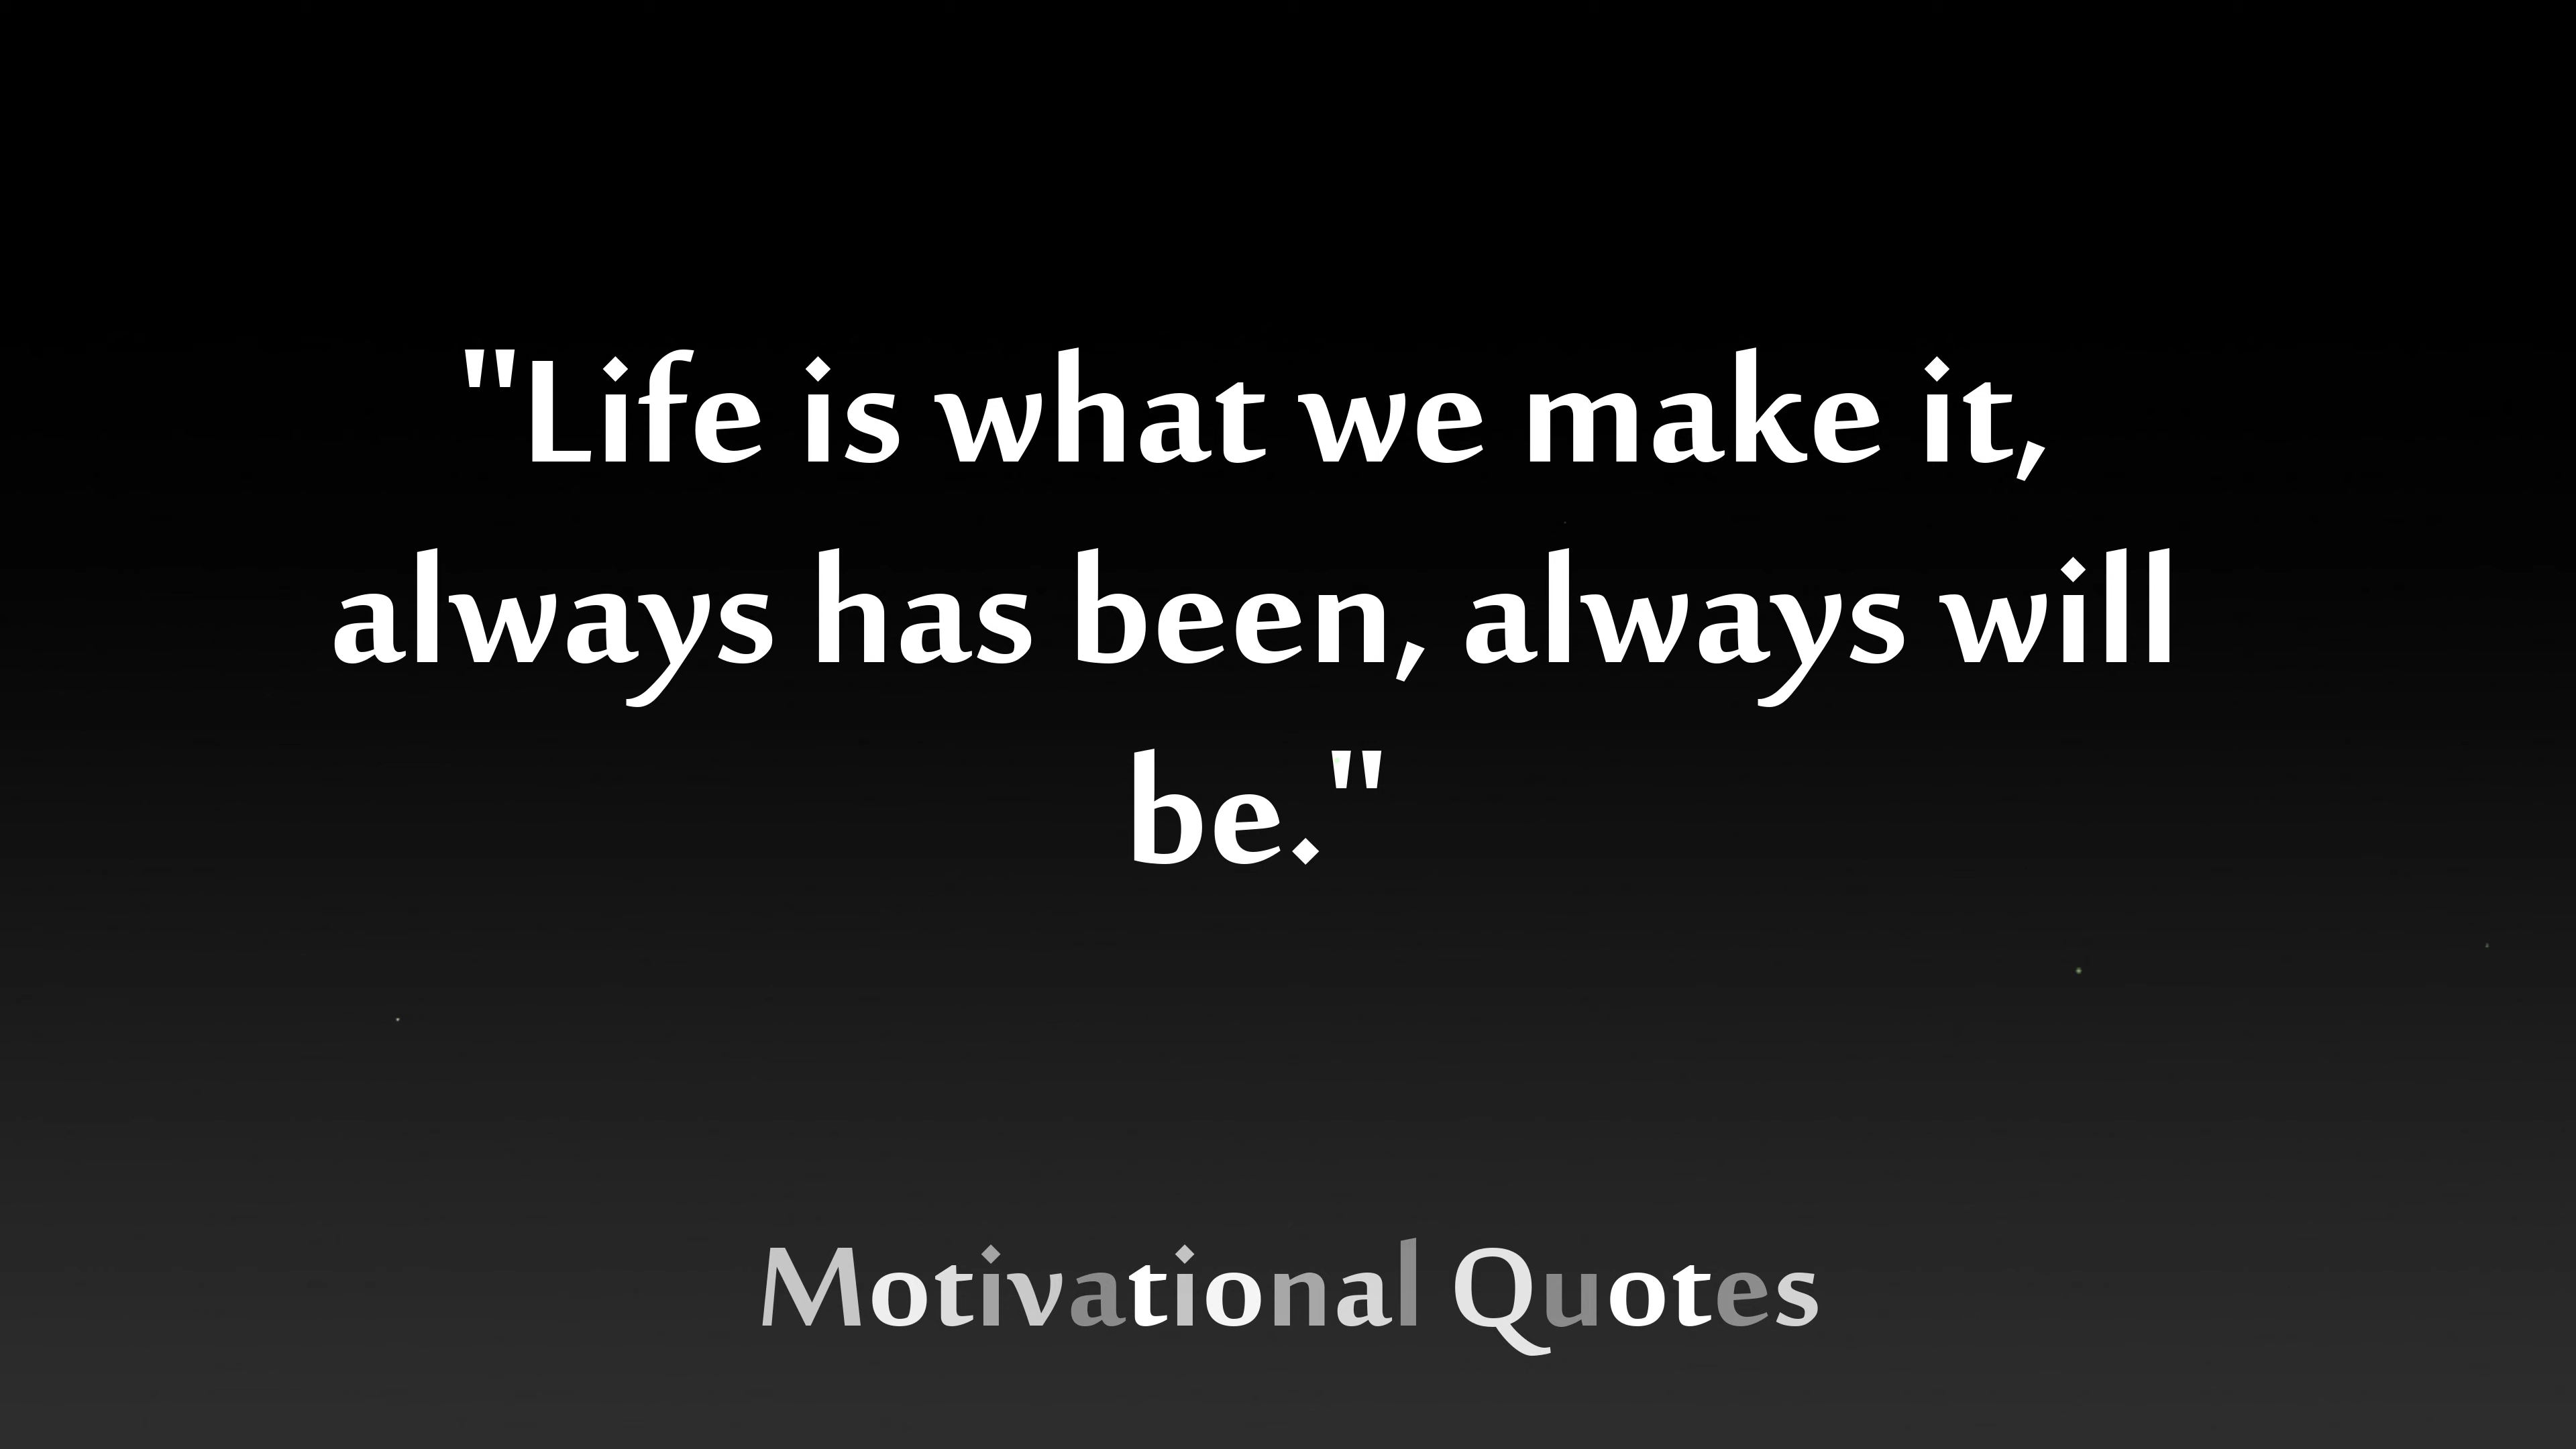 "Life is what we make it,
always has been, always will
be."
Motivational Quotes